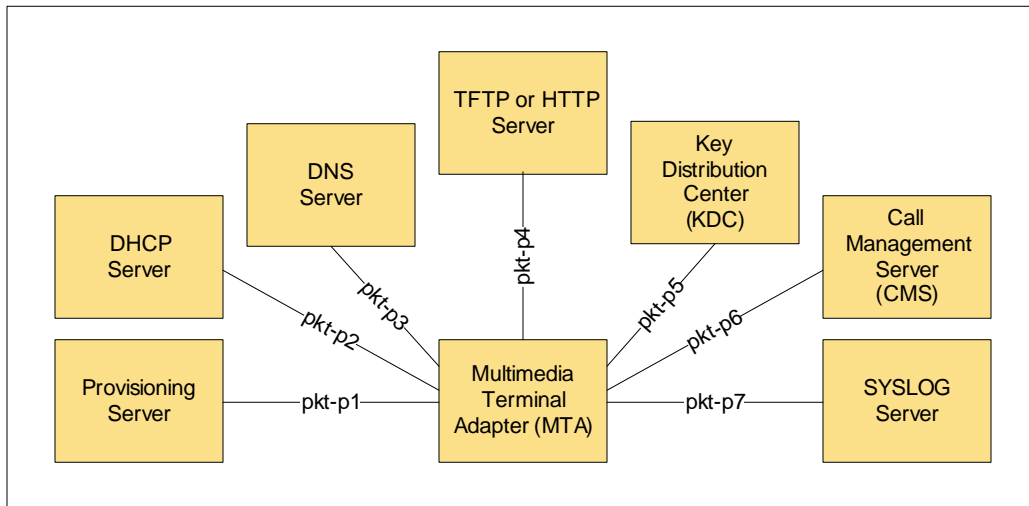 TFTP or HTTP
Server
DNS
Server
Key
Distribution
Center
(KDC)
DHCP
Server
Call
Management
Server
(CMS)
pkt-p4
pkt-p3
pkt-p5
pkt-p2
pkt-p6
Provisioning
Server
pkt-p1
Multimedia
Terminal
Adapter (MTA)
pkt-p7
SYSLOG
Server